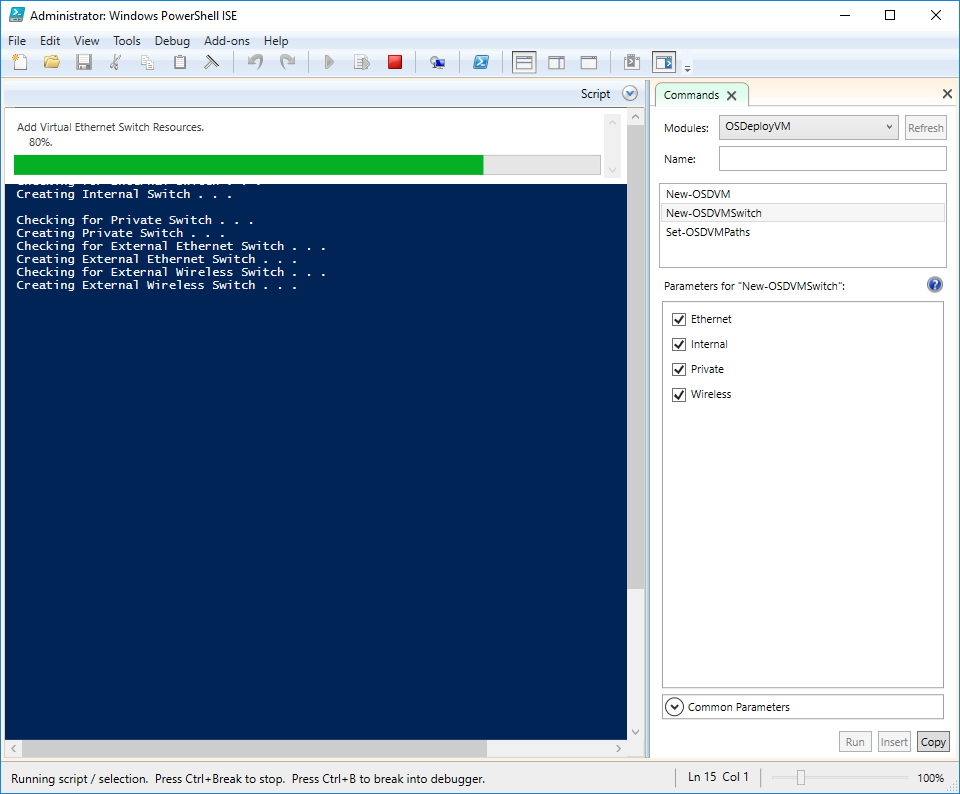 Administrator: Windows PowerShell ISE
File Edit View Tools Debug Add-ons Help
Script
Add Virtual Ethernet Switch Resources.
80%.
Checking for Internal Switch . . .
Creating Internal Switch . . .
Checking for Private Switch . . .
Creating Private Switch . . .
Checking for External Ethernet Switch . . .
Creating External Ethernet Switch . . .
Checking for External Wireless Switch . . .
Creating External Wireless Switch . . .
Commands
Modules: OSDeployVM Refresh
Name:
New-OSDVM
New-OSDVMSwitch
Set-OSDVMPaths
Parameters for "New-OSDVMSwitch":
Ethernet
Internal
Private
Wireless
Common Parameters
Run Insert Copy
Running script / selection. Press Ctrl+Break to stop. Press Ctrl+B to break into debugger.
Ln 15 Col 1
100%